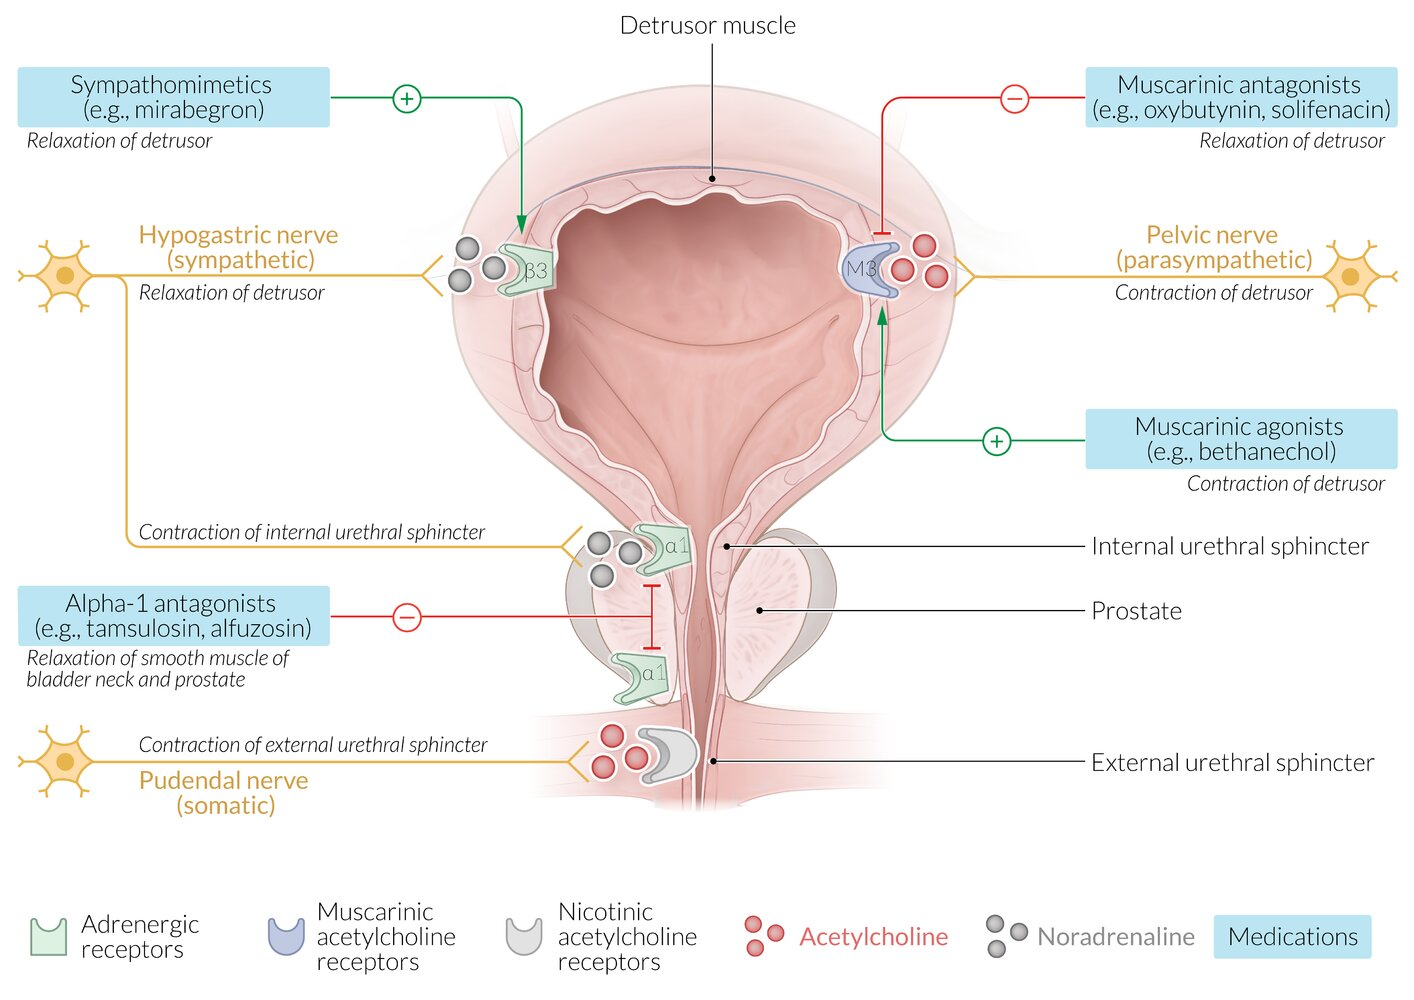 Detrusor muscle
Sympathomimetics
(e.g., mirabegron)
Relaxation of detrusor
Muscarinic antagonists
(e.g., oxybutynin, solifenacin)
Relaxation of detrusor
Hypogastric nerve
(sympathetic)
Relaxation of detrusor
β3
M3
Pelvic nerve
(parasympathetic)
Contraction of detrusor
Muscarinic agonists
(e.g., bethanechol)
Contraction of detrusor
Contraction of internal urethral sphincter
α1
Internal urethral sphincter
Alpha-1 antagonists
(e.g., tamsulosin, alfuzosin)
Relaxation of smooth muscle of
bladder neck and prostate
Prostate
α1
Contraction of external urethral sphincter
Pudendal nerve
(somatic)
External urethral sphincter
Adrenergic
receptors
Muscarinic
acetylcholine
receptors
Nicotinic
acetylcholine
receptors
Acetylcholine
Noradrenaline
Medications